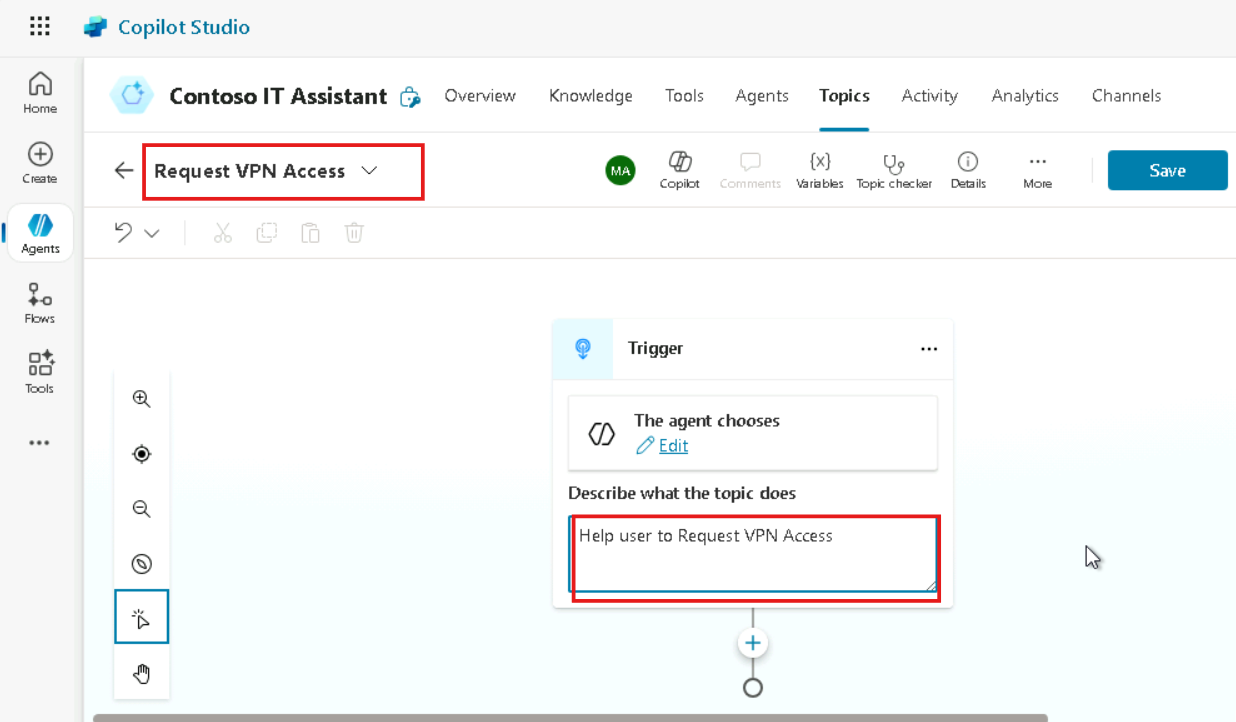 Copilot Studio
Home
Create
Agents
Flows
Tools
Contoso IT Assistant
Overview
Knowledge
Tools
Agents
Topics
Activity
Analytics
Channels
Request VPN Access
MA
Copilot
Comments
{x}
Variables
Topic checker
Details
More
Save
Trigger
The agent chooses
Edit
Describe what the topic does
Help user to Request VPN Access